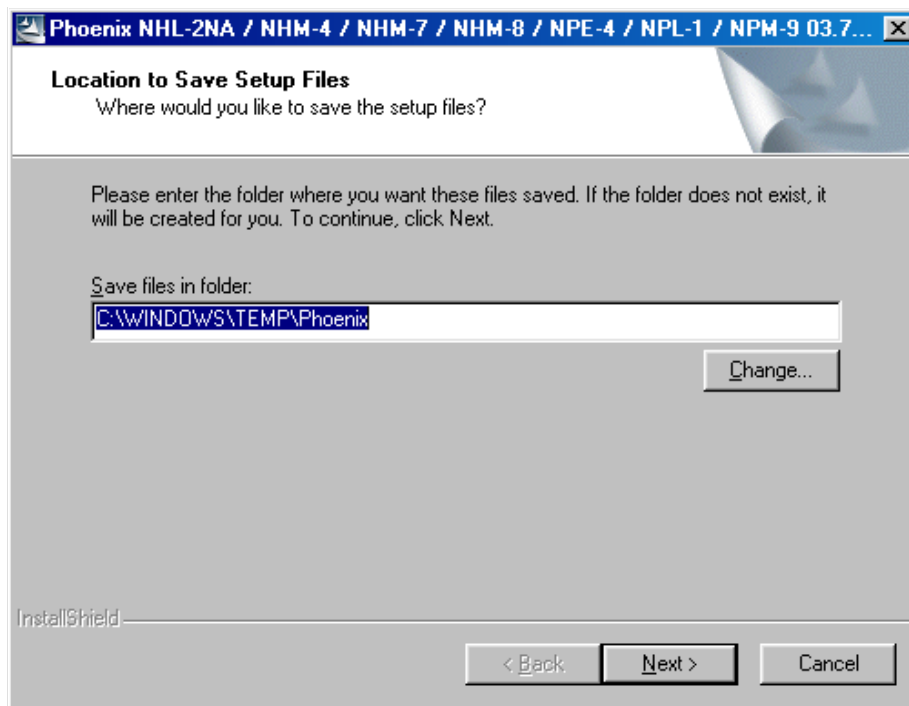 Phoenix NHL-2NA / NHM-4 / NHM-7 / NHM-8 / NPE-4 / NPL-1 / NPM-9 03.7...
Location to Save Setup Files
Where would you like to save the setup files?
Please enter the folder where you want these files saved. If the folder does not exist, it
will be created for you. To continue, click Next.
Save files in folder:
C:\WINDOWS\TEMP\Phoenix
Change...
InstallShield
< Back
Next >
Cancel